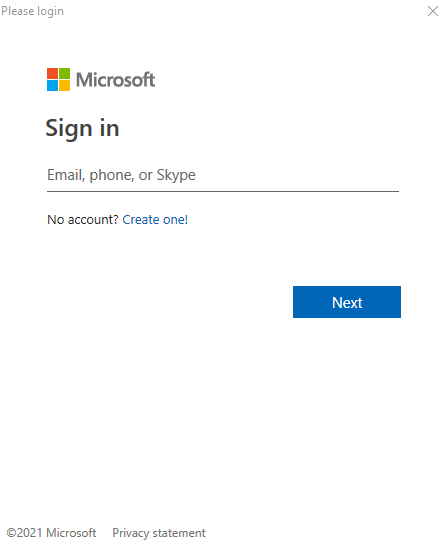 Please login
Microsoft
Sign in
Email, phone, or Skype
No account? Create one!
Next
©2021 Microsoft Privacy statement